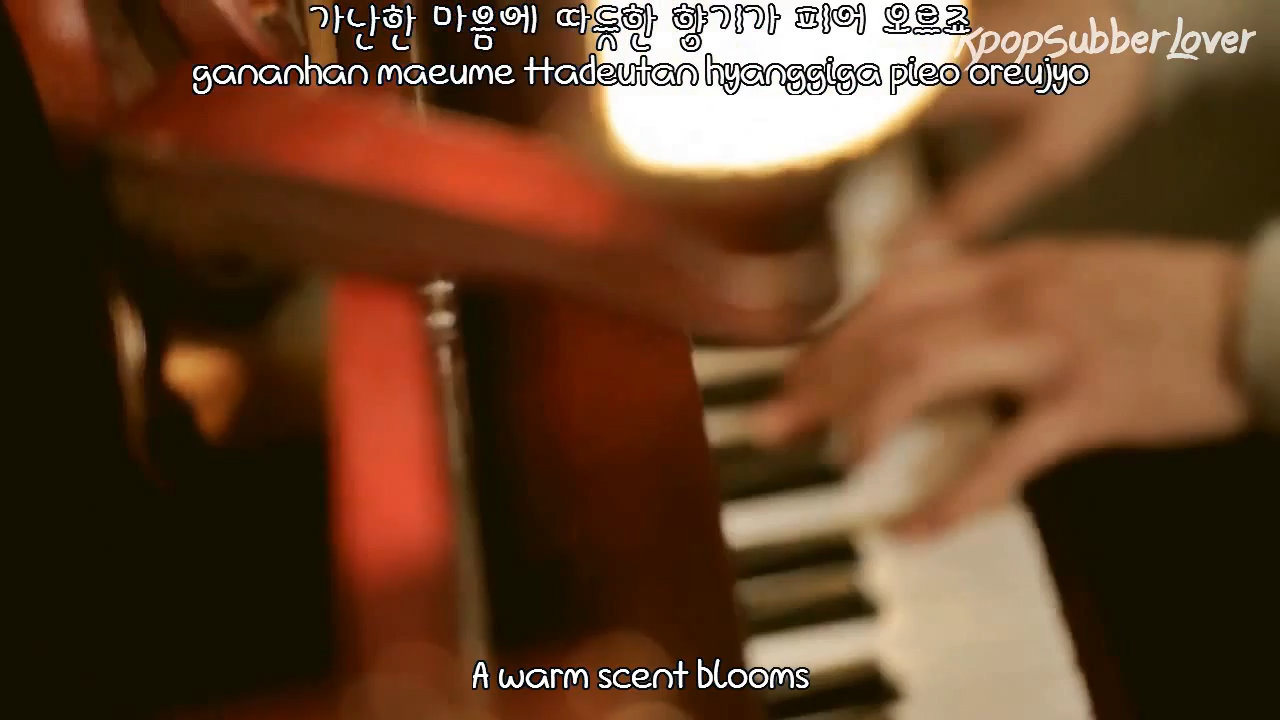 가난한 마음에 따듯한 향기가 피어 오르죠
kpopSubberLover
gananhan maeume ttadeutan hyanggiga pieo oreujyo
A warm scent blooms